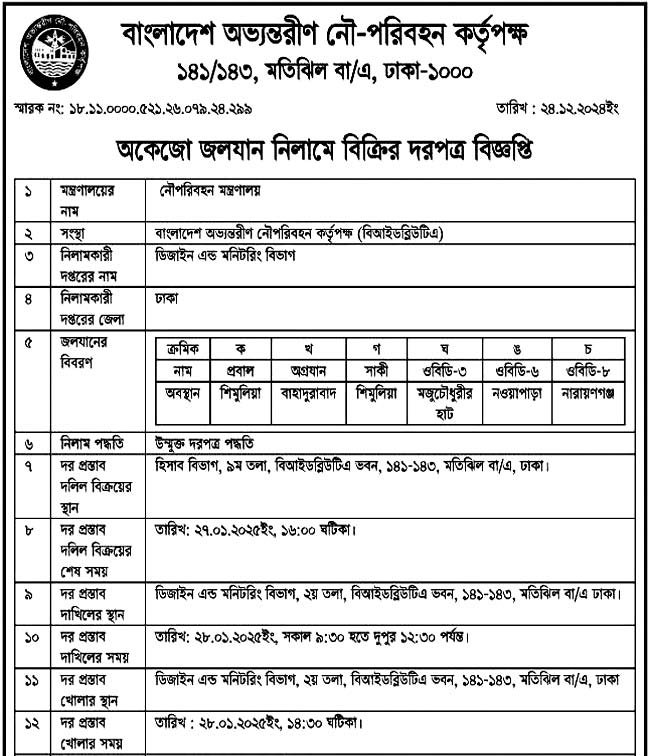 বাংলাদেশ অভ্যন্তরীণ নৌ-পরিবহন কর্তৃপক্ষ
১৪১/১৪৩, মতিঝিল বা/এ, ঢাকা-১০০০
স্মারক নং: ১৮.১১.০০০০.৫২১.২৬.০৭৯.২৪.২৯৯ তারিখ : ২৪.১২.২০২৪ইং
অকেজো জলযান নিলামে বিক্রির দরপত্র বিজ্ঞপ্তি
১ মন্ত্রণালয়ের নাম নৌপরিবহন মন্ত্রণালয়
২ সংস্থা বাংলাদেশ অভ্যন্তরীণ নৌপরিবহন কর্তৃপক্ষ (বিআইডব্লিউটিএ)
৩ নিলামকারী দপ্তরের নাম ডিজাইন এন্ড মনিটরিং বিভাগ
৪ নিলামকারী দপ্তরের জেলা ঢাকা
৫ জলযানের বিবরণ
ক্রমিক ক খ গ ঘ ঙ চ
নাম প্রবাল অগ্রযান সাকী ওবিডি-৩ ওবিডি-৬ ওবিডি-৮
অবস্থান শিমুলিয়া বাহাদুরাবাদ শিমুলিয়া মজুচৌধুরীর হাট নওয়াপাড়া নারায়ণগঞ্জ
৬ নিলাম পদ্ধতি উম্মুক্ত দরপত্র পদ্ধতি
৭ দর প্রস্তাব দলিল বিক্রয়ের স্থান হিসাব বিভাগ, ৯ম তলা, বিআইডব্লিউটিএ ভবন, ১৪১-১৪৩, মতিঝিল বা/এ, ঢাকা।
৮ দর প্রস্তাব দলিল বিক্রয়ের শেষ সময় তারিখ: ২৭.০১.২০২৫ইং, ১৬:০০ ঘটিকা।
৯ দর প্রস্তাব দাখিলের স্থান ডিজাইন এন্ড মনিটরিং বিভাগ, ২য় তলা, বিআইডব্লিউটিএ ভবন, ১৪১-১৪৩, মতিঝিল বা/এ ঢাকা।
১০ দর প্রস্তাব দাখিলের সময় তারিখ: ২৮.০১.২০২৫ইং, সকাল ৯:৩০ হতে দুপুর ১২:৩০ পর্যন্ত।
১১ দর প্রস্তাব খোলার স্থান ডিজাইন এন্ড মনিটরিং বিভাগ, ২য় তলা, বিআইডব্লিউটিএ ভবন, ১৪১-১৪৩, মতিঝিল বা/এ, ঢাকা
১২ দর প্রস্তাব খোলার সময় তারিখ : ২৮.০১.২০২৫ইং, ১৪:৩০ ঘটিকা।